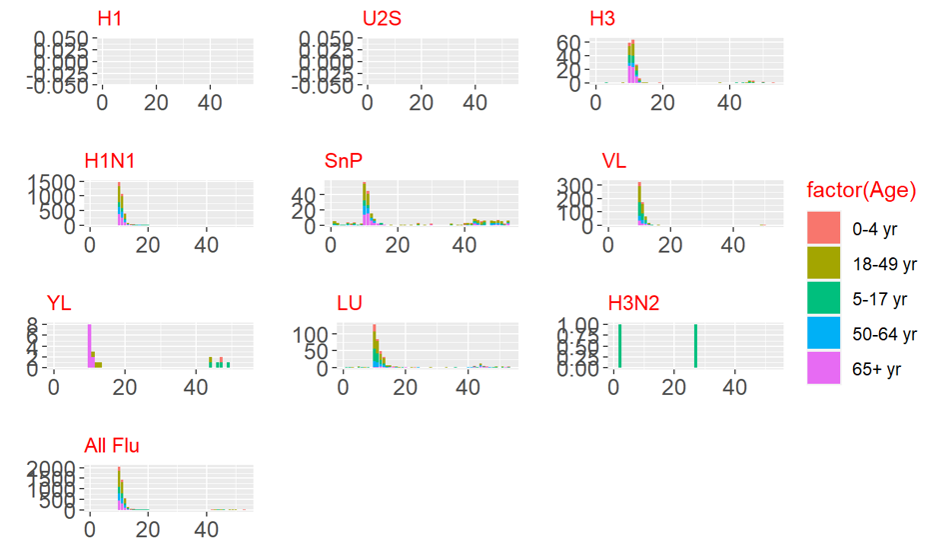 H1
U2S
H3
0.050
0.025
0.000
-0.025
-0.050
0 20 40
0.050
0.025
0.000
-0.025
-0.050
0 20 40
60
40
20
0
0 20 40
H1N1
SnP
VL
1500
1000
500
0
0 20 40
40
20
0
0 20 40
300
200
100
0
0 20 40
YL
LU
H3N2
8
6
4
2
0
0 20 40
100
50
0
0 20 40
1.00
0.75
0.50
0.25
0.00
0 20 40
All Flu
2000
1500
1000
500
0
0 20 40
factor(Age)
0-4 yr
18-49 yr
5-17 yr
50-64 yr
65+ yr